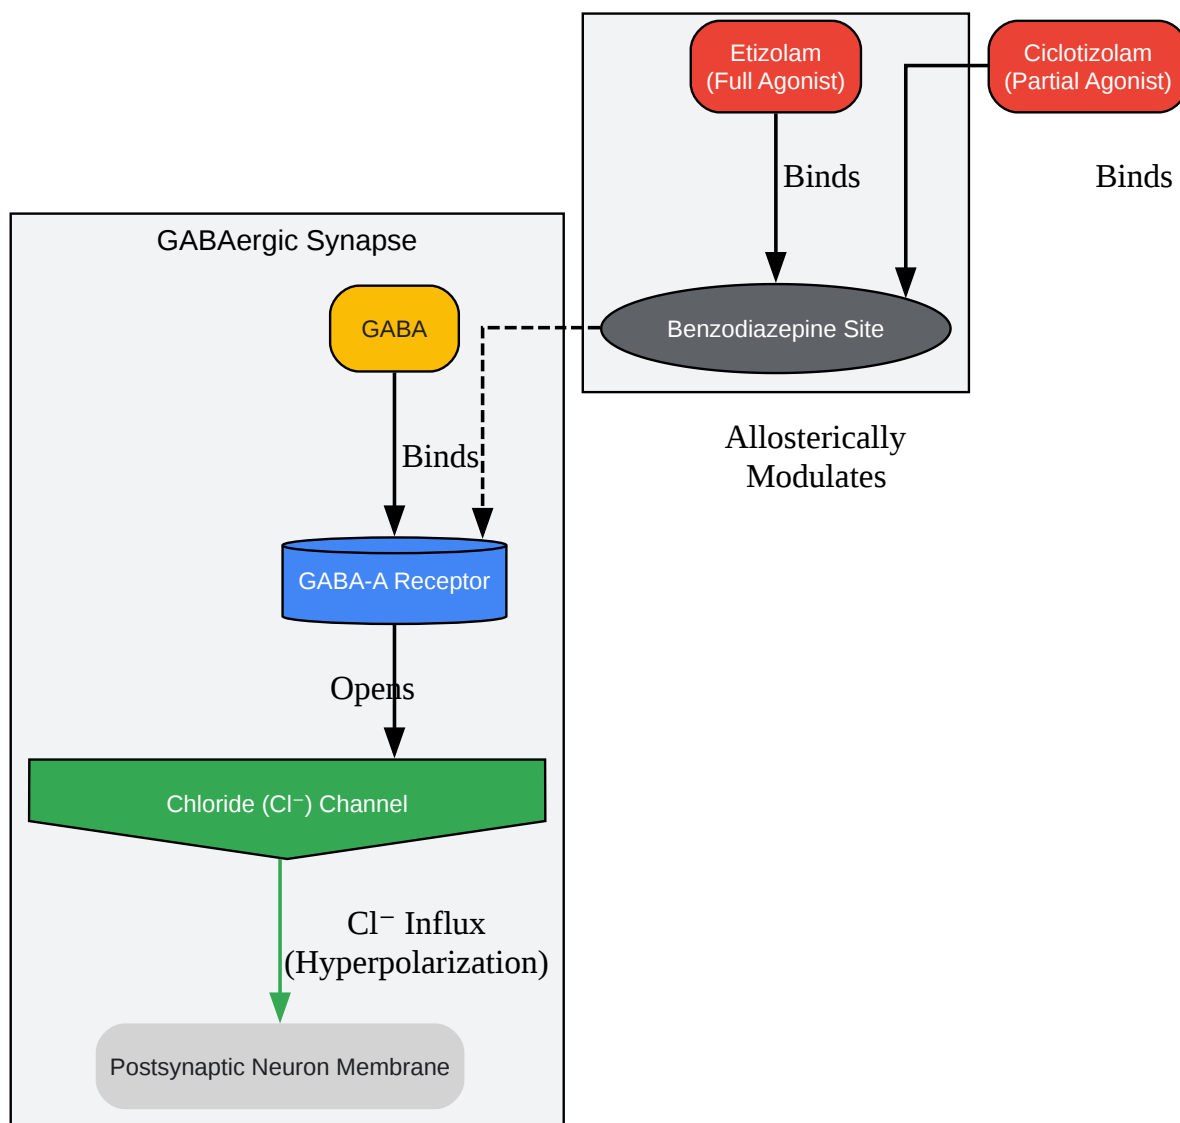 Etizolam
(Full Agonist)
Ciclotizolam
(Partial Agonist)
Binds
Binds
GABAergic Synapse
GABA
Benzodiazepine Site
Binds
Allosterically
Modulates
GABA-A Receptor
Opens
Chloride (Cl⁻) Channel
Cl⁻ Influx
(Hyperpolarization)
Postsynaptic Neuron Membrane